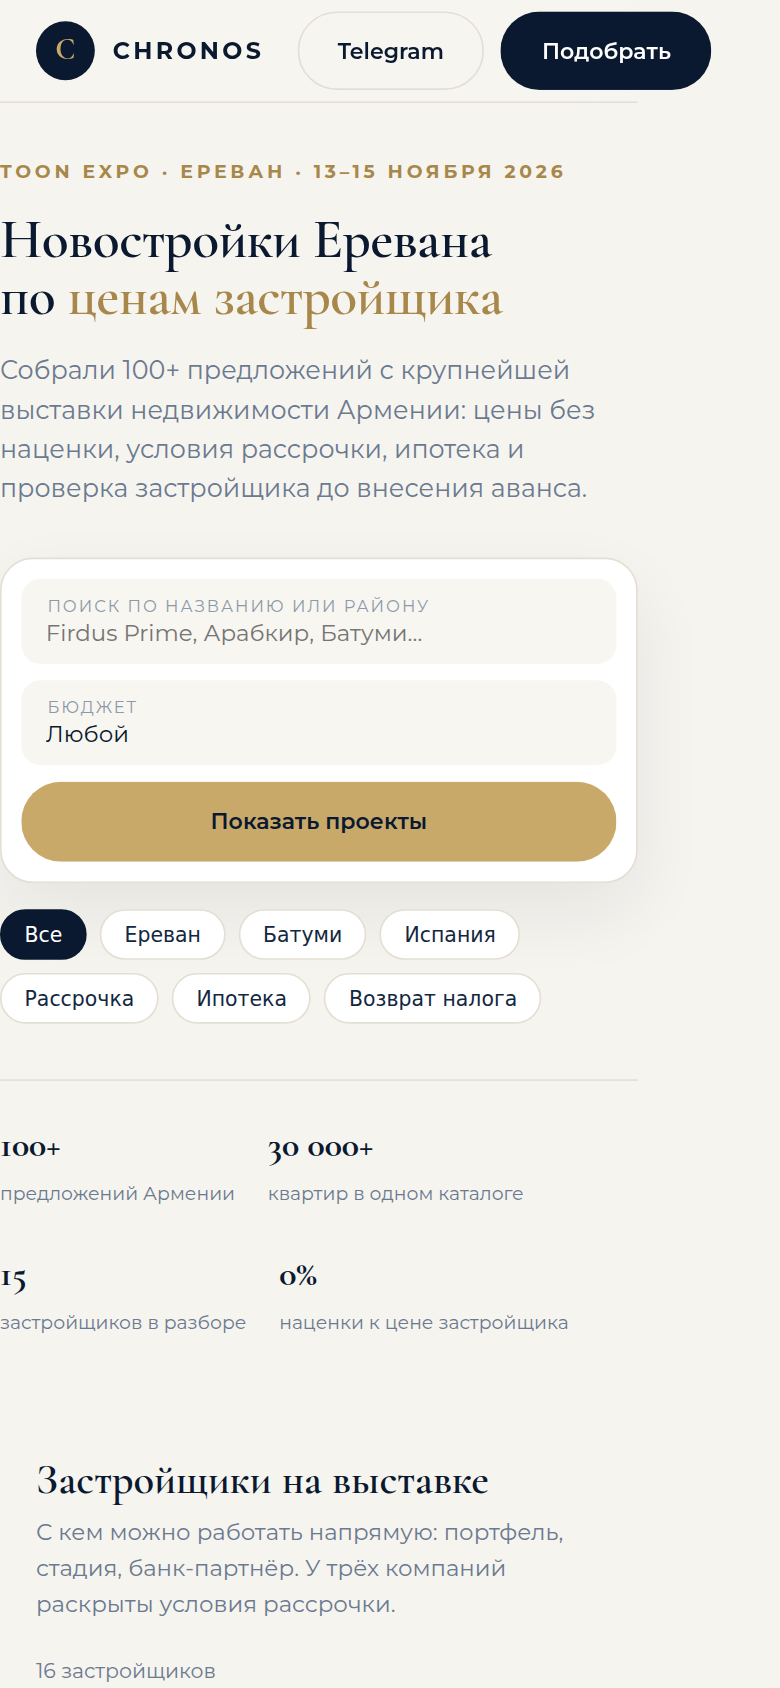 C CHRONOS Telegram Подобрать
TOON EXPO · ЕРЕВАН · 13–15 НОЯБРЯ 2026
Новостройки Еревана
по ценам застройщика
Собрали 100+ предложений с крупнейшей
выставки недвижимости Армении: цены без
наценки, условия рассрочки, ипотека и
проверка застройщика до внесения аванса.
ПОИСК ПО НАЗВАНИЮ ИЛИ РАЙОНУ
Firdus Prime, Арабкир, Батуми...
БЮДЖЕТ
Любой
Показать проекты
Все Ереван Батуми Испания
Рассрочка Ипотека Возврат налога
100+ 30 000+
предложений Армении квартир в одном каталоге
15 0%
застройщиков в разборе наценки к цене застройщика
Застройщики на выставке
С кем можно работать напрямую: портфель,
стадия, банк-партнёр. У трёх компаний
раскрыты условия рассрочки.
16 застройщиков